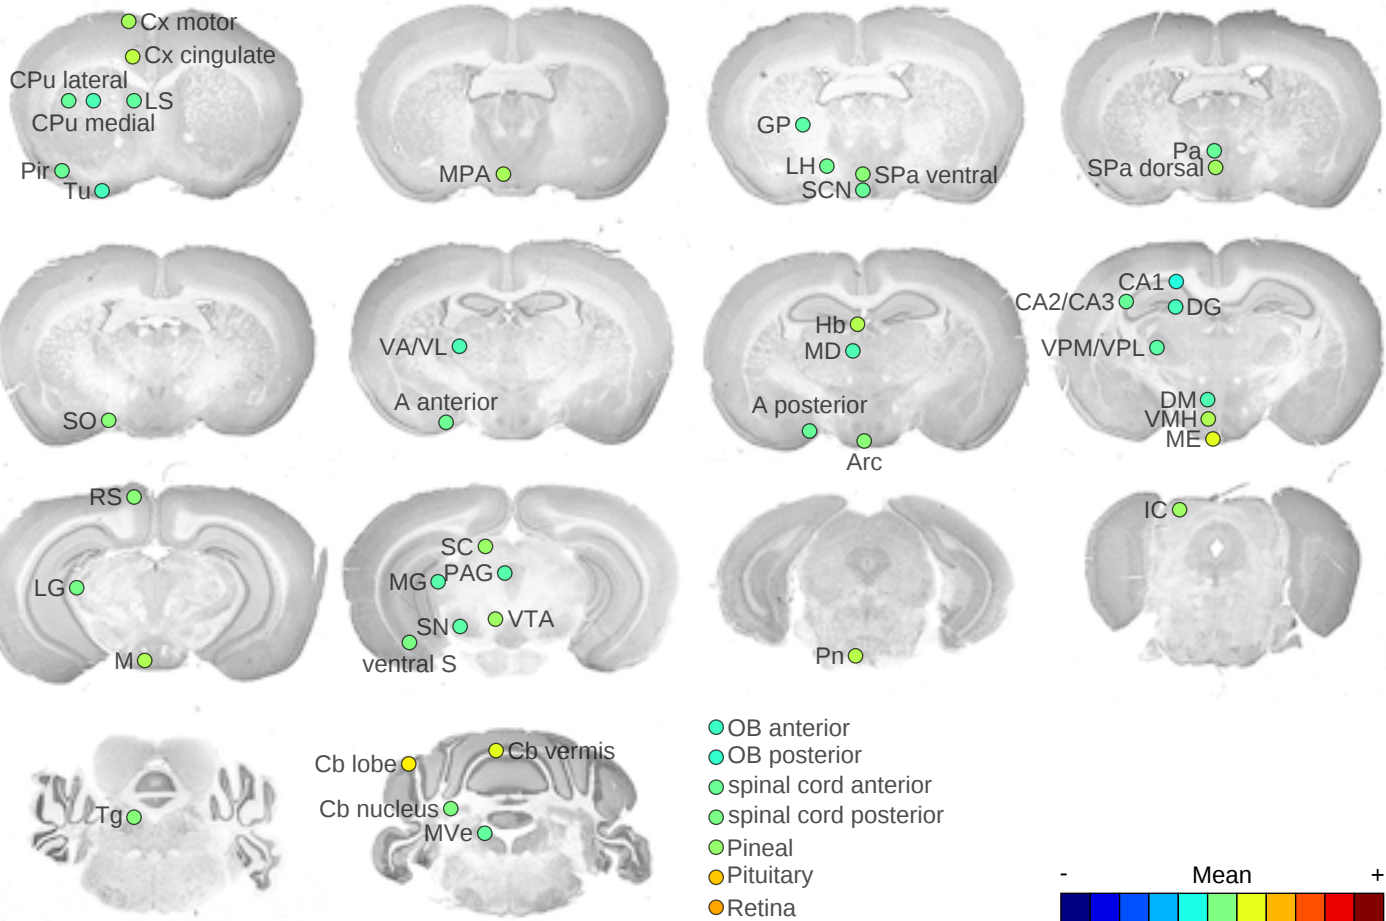 Cx motor
Cx cingulate
CPu lateral
LS
CPu medial
Pir
Tu
MPA
GP
LH
SPa ventral
SCN
Pa
SPa dorsal
SO
VA/VL
A anterior
Hb
MD
A posterior
Arc
CA1
CA2/CA3
DG
VPM/VPL
DM
VMH
ME
RS
LG
M
SC
MG
PAG
SN
VTA
ventral S
Pn
IC
Tg
Cb lobe
Cb vermis
Cb nucleus
MVe
OB anterior
OB posterior
spinal cord anterior
spinal cord posterior
Pineal
Pituitary
Retina
- Mean +